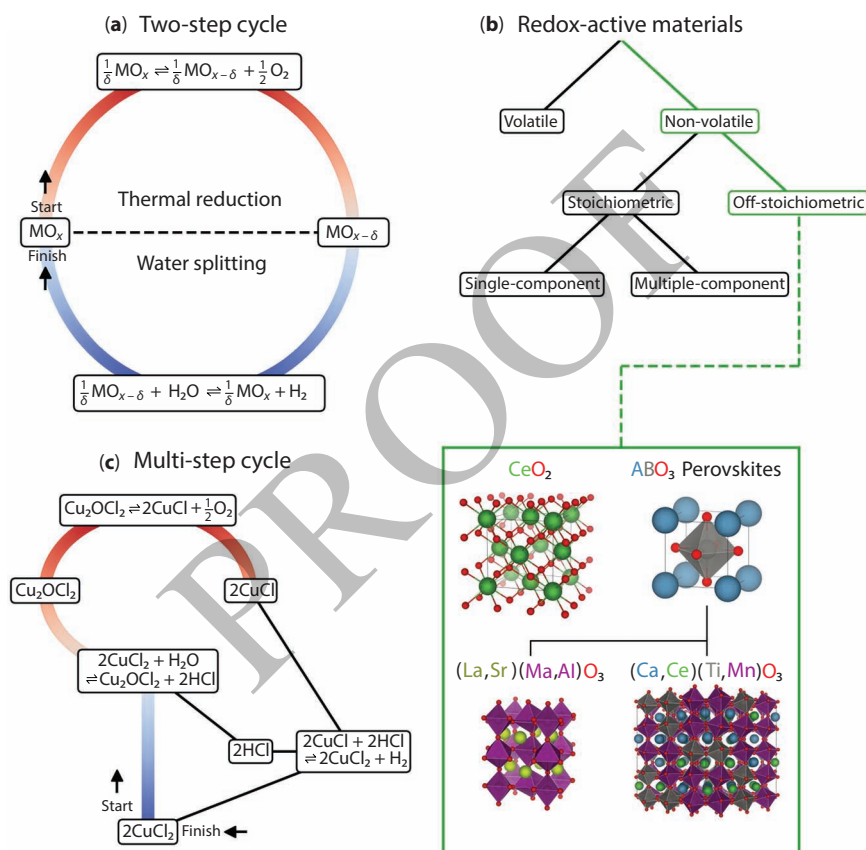 (a) Two-step cycle
1/δ MOₓ ⇌ 1/δ MOₓ₋δ + 1/2 O₂
Start
Thermal reduction
MOₓ
MOₓ₋δ
Finish
Water splitting
1/δ MOₓ₋δ + H₂O ⇌ 1/δ MOₓ + H₂
(b) Redox-active materials
Volatile
Non-volatile
Stoichiometric
Off-stoichiometric
Single-component
Multiple-component
CeO₂
ABO₃ Perovskites
(La,Sr)(Ma,Al)O₃
(Ca,Ce)(Ti,Mn)O₃
(c) Multi-step cycle
Cu₂OCl₂ ⇌ 2CuCl + 1/2 O₂
Cu₂OCl₂
2CuCl
2CuCl₂ + H₂O
⇌ Cu₂OCl₂ + 2HCl
2HCl
2CuCl + 2HCl
⇌ 2CuCl₂ + H₂
Start
2CuCl₂
Finish
PROOF